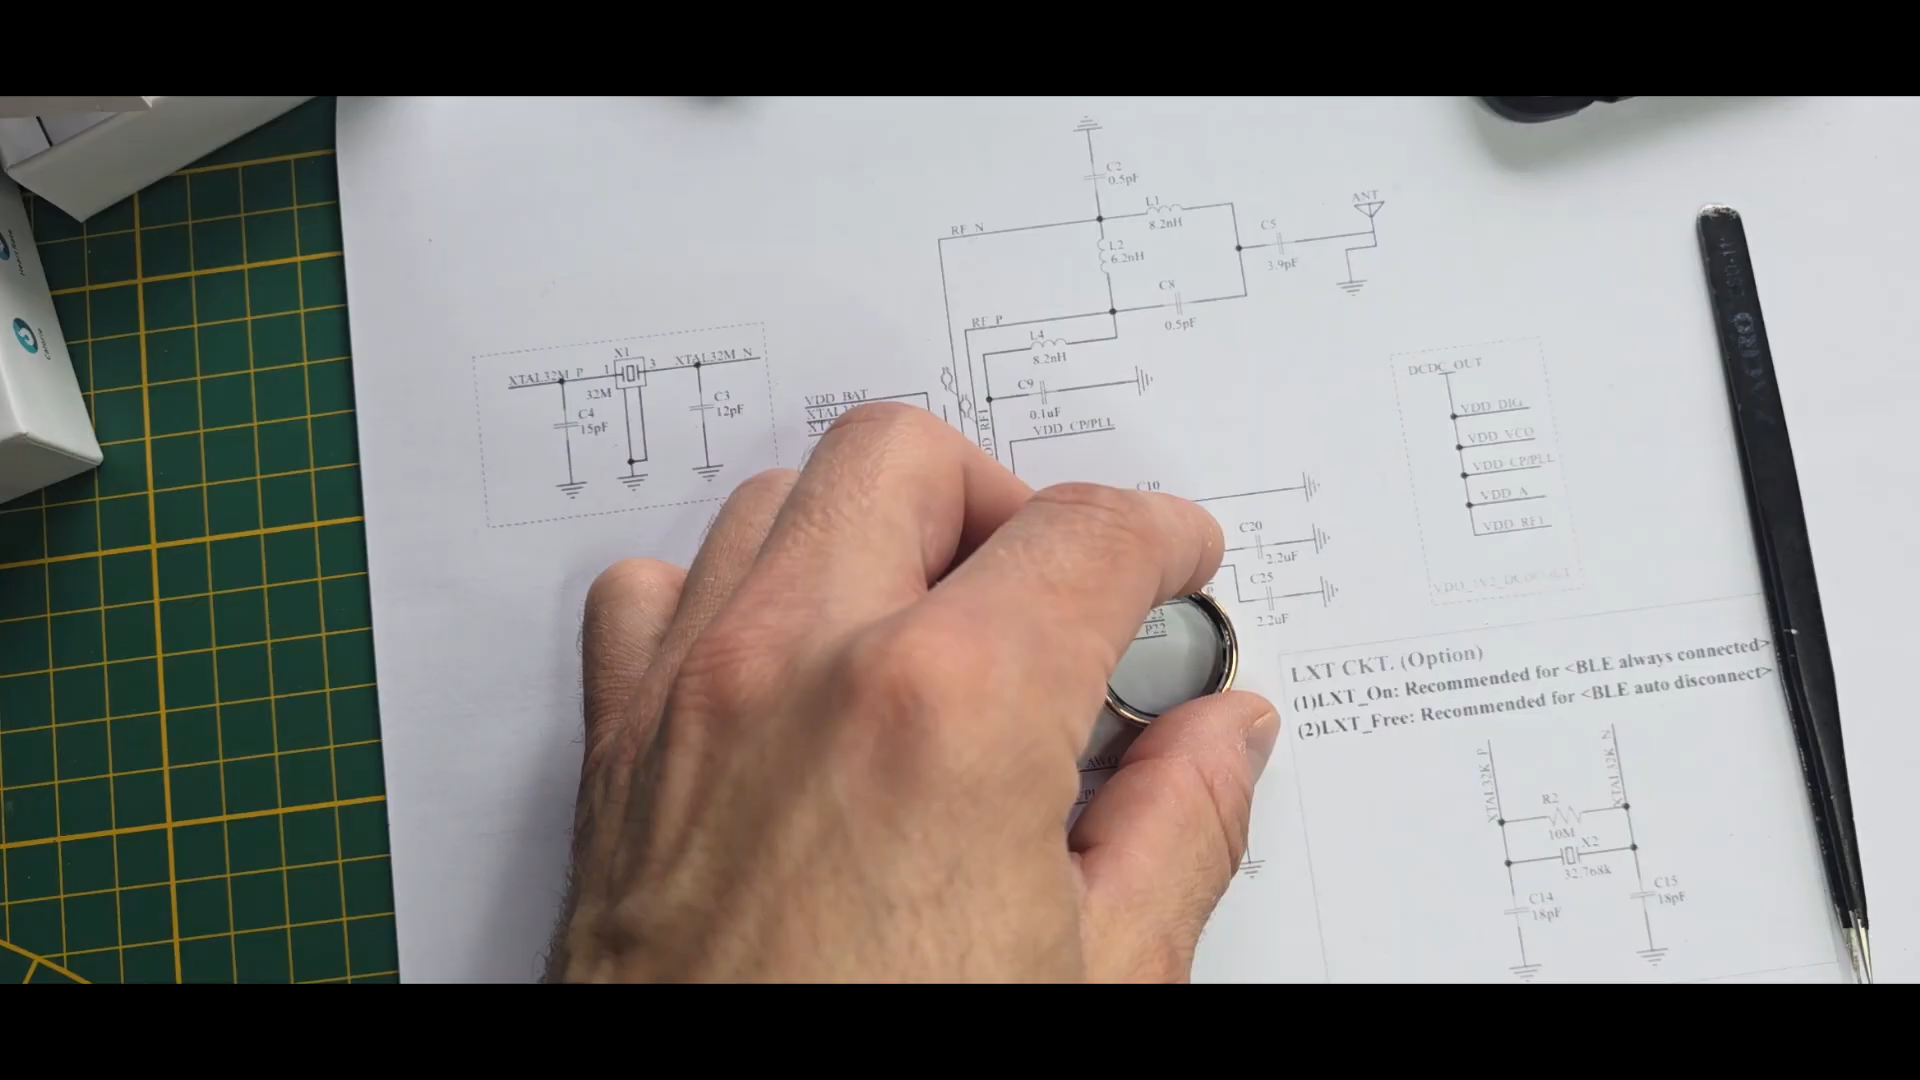 C2
0.5pF
ANT
L1
8.2nH
RF_N
C5
3.9pF
L2
6.2nH
C8
0.5pF
RF_P
L4
8.2nH
X1
XTAL32M_P
1
3
XTAL32M_N
32M
C4
15pF
C3
12pF
VDD_BAT
C9
0.1uF
VDD_CP/PLL
DCDC_OUT
VDD_DIG
VDD_VCO
VDD_CP/PLL
VDD_A
VDD_RF1
C10
C20
2.2uF
C25
2.2uF
P22
LXT CKT. (Option)
(1)LXT_On: Recommended for <BLE always connected>
(2)LXT_Free: Recommended for <BLE auto disconnect>
XTAL32K_P
XTAL32K_N
R2
10M
X2
32.768k
C14
18pF
C15
18pF